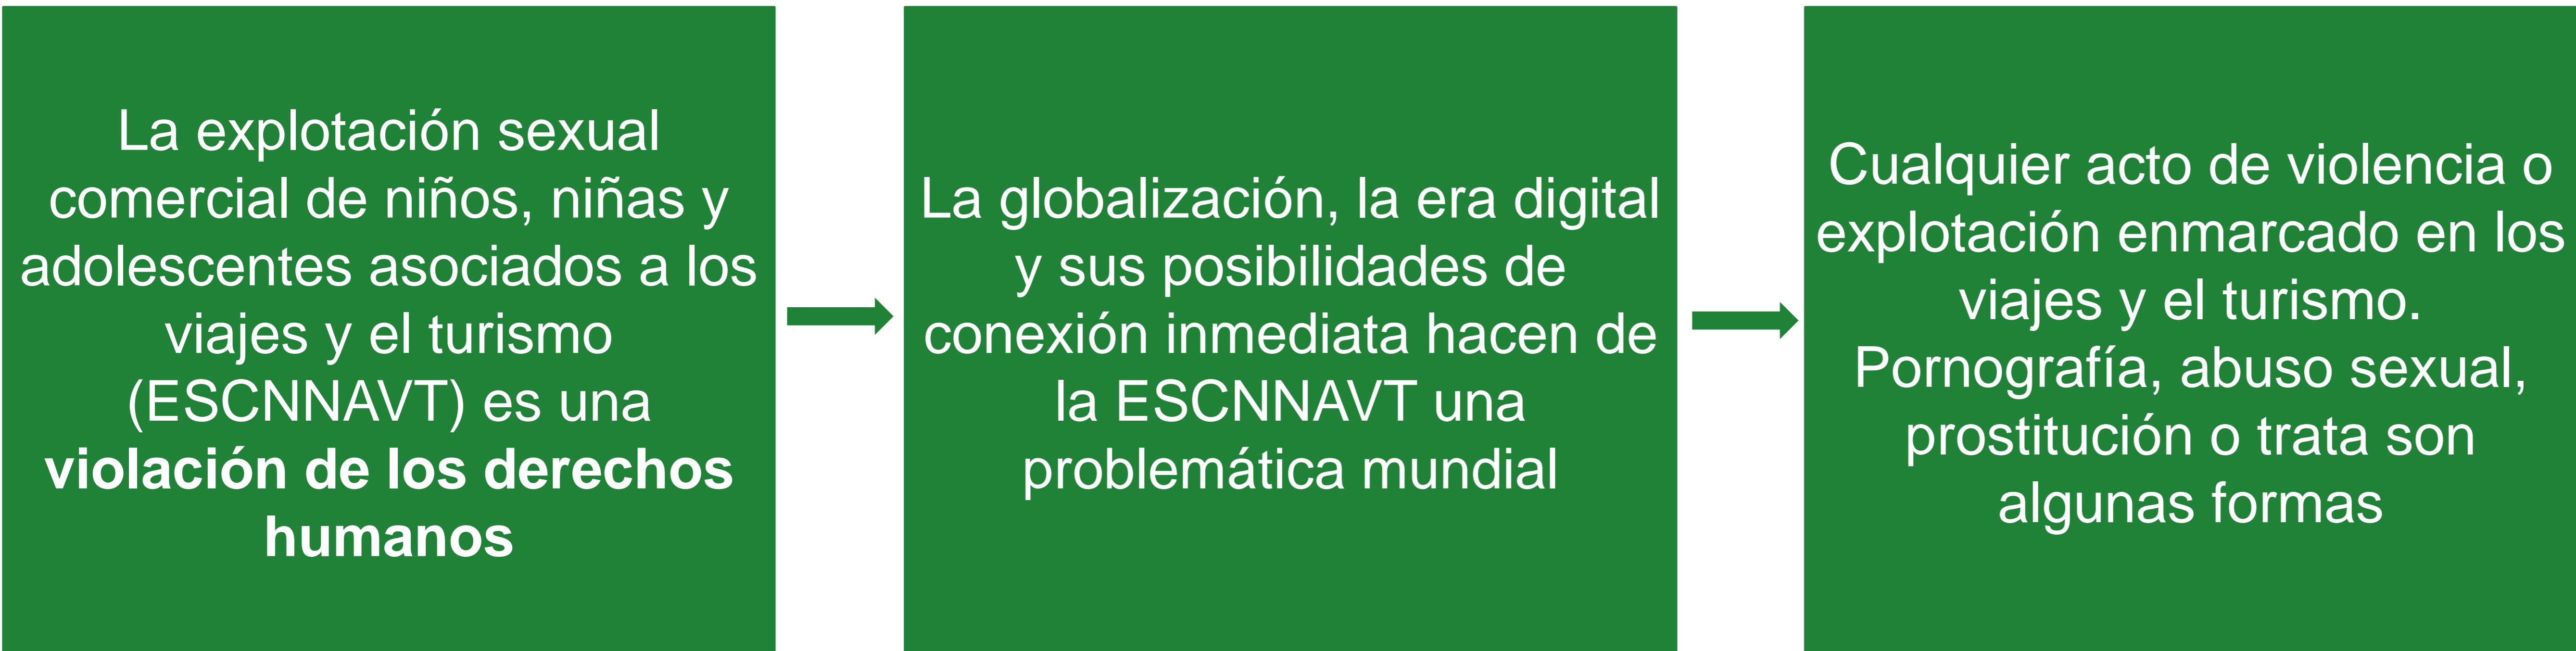 La explotación sexual
comercial de niños, niñas y
adolescentes asociados a los
viajes y el turismo
(ESCNNAVT) es una
violación de los derechos
humanos
La globalización, la era digital
y sus posibilidades de
conexión inmediata hacen de
la ESCNNAVT una
problemática mundial
Cualquier acto de violencia o
explotación enmarcado en los
viajes y el turismo.
Pornografía, abuso sexual,
prostitución o trata son
algunas formas